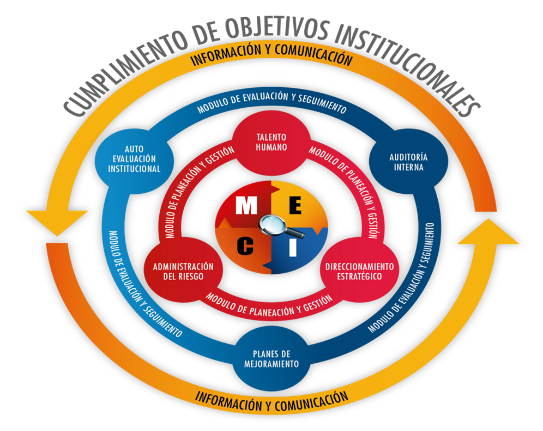 CUMPLIMIENTO DE OBJETIVOS INSTITUCIONALES
INFORMACIÓN Y COMUNICACIÓN
MODULO DE EVALUACIÓN Y SEGUIMIENTO
AUTO
EVALUACIÓN
INSTITUCIONAL
TALENTO
HUMANO
AUDITORÍA
INTERNA
MODULO DE PLANEACIÓN Y GESTIÓN
MODULO DE PLANEACIÓN Y GESTIÓN
M E
C I
MODULO DE EVALUACIÓN Y SEGUIMIENTO
MODULO DE EVALUACIÓN Y SEGUIMIENTO
ADMINISTRACIÓN
DEL RIESGO
DIRECCIONAMIENTO
ESTRATÉGICO
MODULO DE PLANEACIÓN Y GESTIÓN
PLANES DE
MEJORAMIENTO
INFORMACIÓN Y COMUNICACIÓN